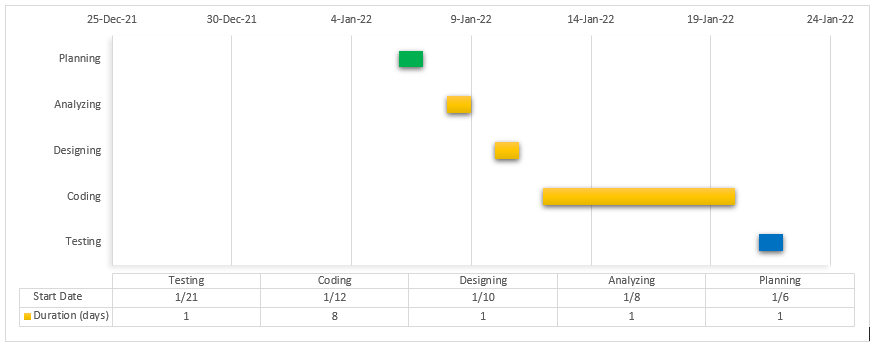 25-Dec-21 30-Dec-21 4-Jan-22 9-Jan-22 14-Jan-22 19-Jan-22 24-Jan-22
Planning
Analyzing
Designing
Coding
Testing
Testing Coding Designing Analyzing Planning
Start Date 1/21 1/12 1/10 1/8 1/6
Duration (days) 1 8 1 1 1